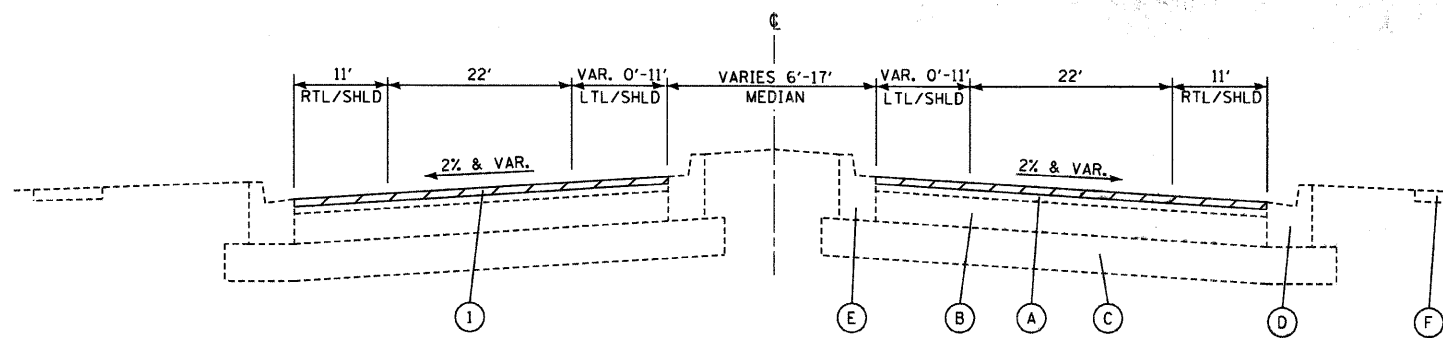 ℄
11' 22' VAR. 0'-11' VARIES 6'-17' VAR. 0'-11' 22' 11'
RTL/SHLD LTL/SHLD MEDIAN LTL/SHLD RTL/SHLD
2% & VAR. 2% & VAR.
1 E B A C D F